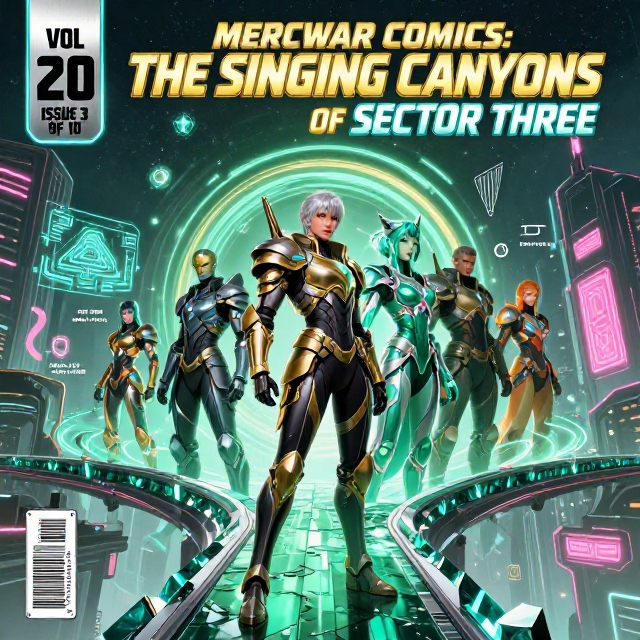 VOL
20
ISSUE 3
OF 10
MERCWAR COMICS:
THE SINGING CANYONS
OF SECTOR THREE